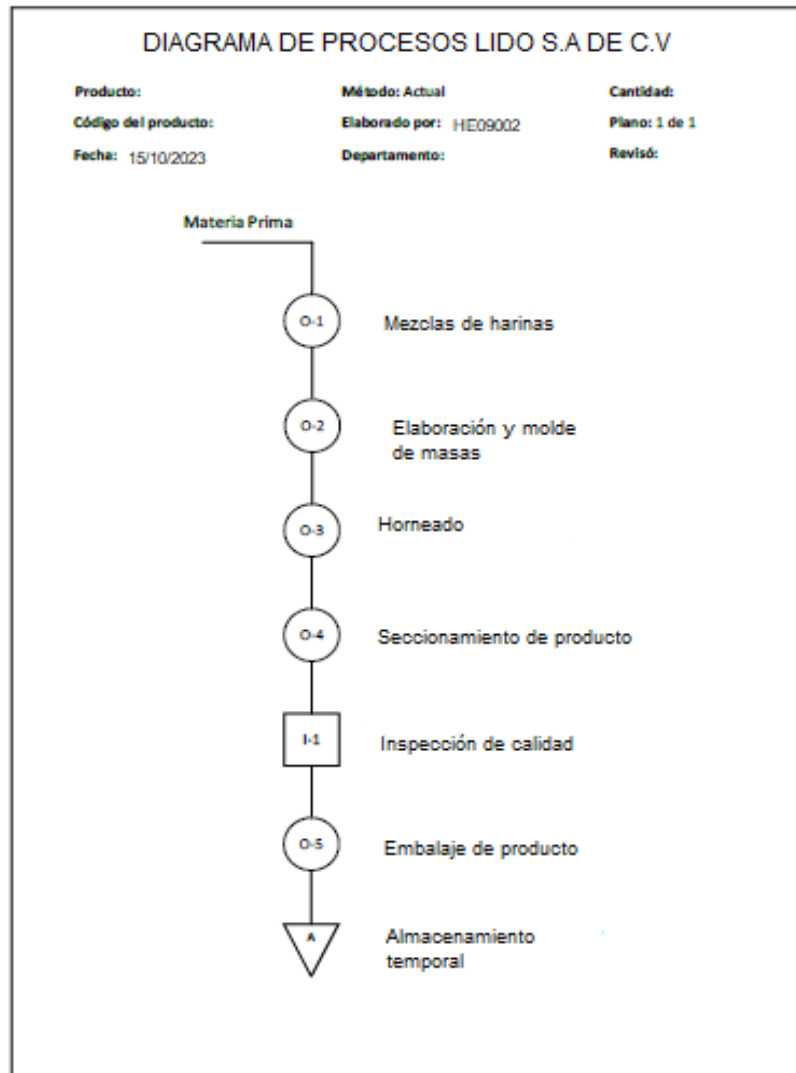 DIAGRAMA DE PROCESOS LIDO S.A DE C.V
Producto: Método: Actual Cantidad:
Código del producto: Elaborado por: HE09002 Plano: 1 de 1
Fecha: 15/10/2023 Departamento: Revisó:
Materia Prima
O-1 Mezclas de harinas
O-2 Elaboración y molde
de masas
O-3 Horneado
O-4 Seccionamiento de producto
I-1 Inspección de calidad
O-5 Embalaje de producto
A Almacenamiento
temporal